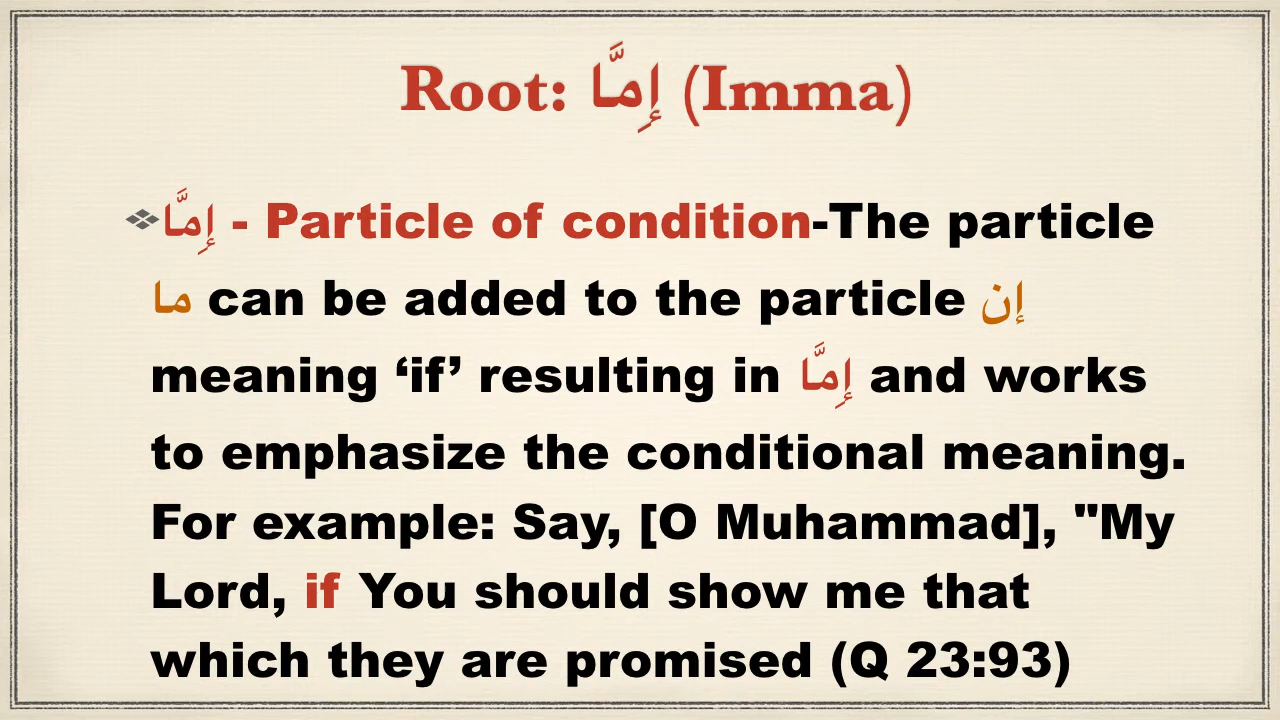 Root: إِمَّا (Imma)
❖إِمَّا - Particle of condition-The particle
ما can be added to the particle إن
meaning ‘if’ resulting in إِمَّا and works
to emphasize the conditional meaning.
For example: Say, [O Muhammad], "My
Lord, if You should show me that
which they are promised (Q 23:93)